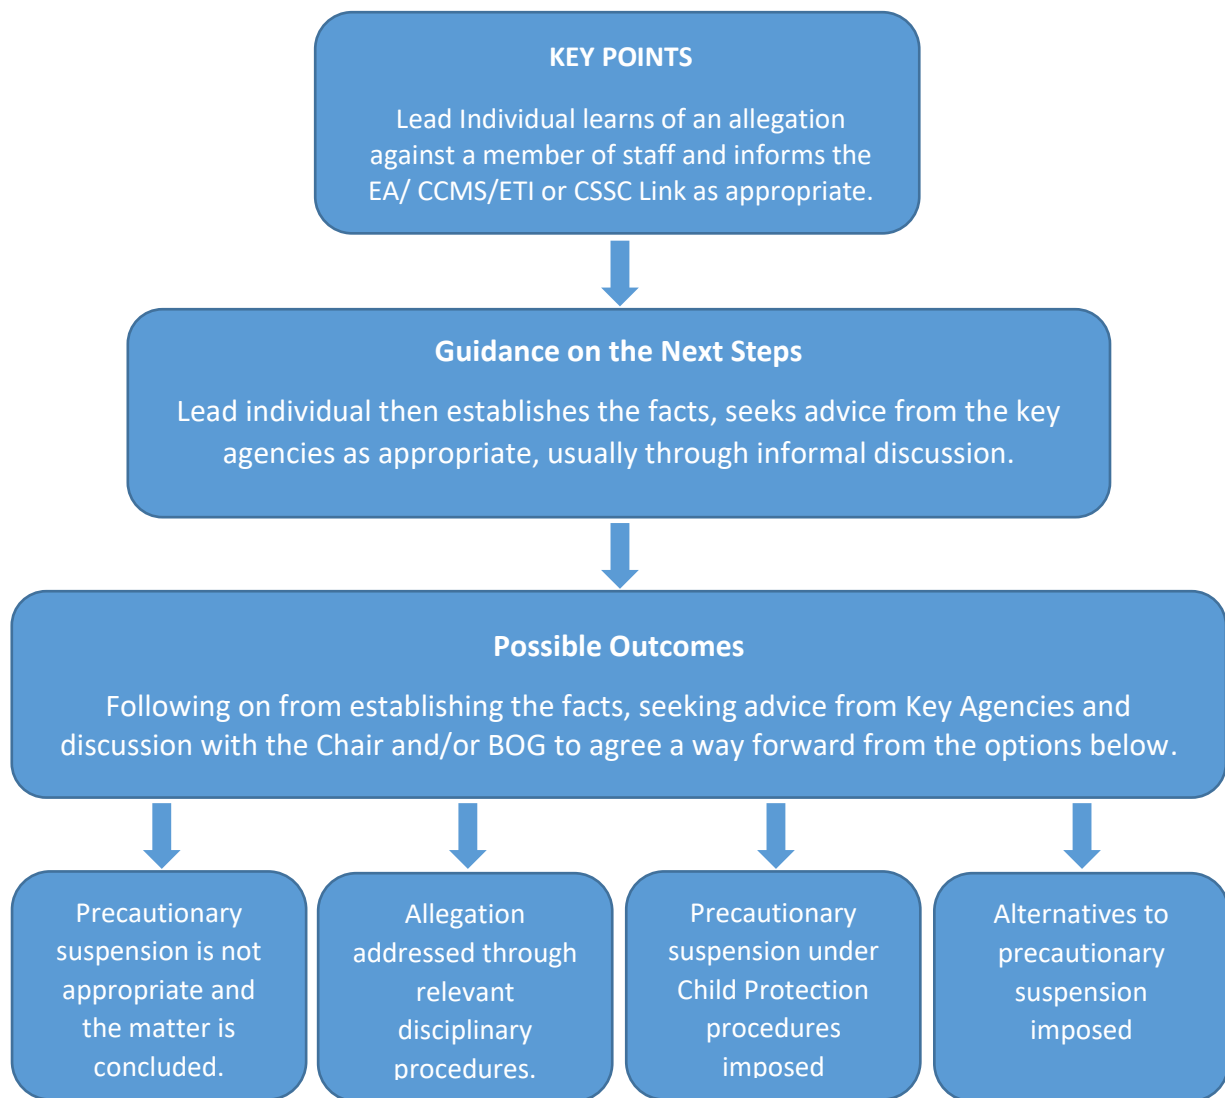 KEY POINTS
Lead Individual learns of an allegation
against a member of staff and informs the
EA/ CCMS/ETI or CSSC Link as appropriate.
Guidance on the Next Steps
Lead individual then establishes the facts, seeks advice from the key
agencies as appropriate, usually through informal discussion.
Possible Outcomes
Following on from establishing the facts, seeking advice from Key Agencies and
discussion with the Chair and/or BOG to agree a way forward from the options below.
Precautionary
suspension is not
appropriate and
the matter is
concluded.
Allegation
addressed through
relevant
disciplinary
procedures.
Precautionary
suspension under
Child Protection
procedures
imposed
Alternatives to
precautionary
suspension
imposed